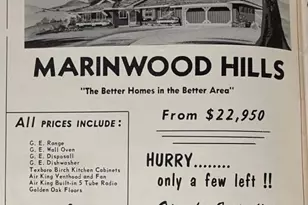 MARINWOOD HILLS
"The Better Homes in the Better Area"
All PRICES INCLUDE:
G. E. Range
G. E. Wall Oven
G. E. Disposall
G. E. Dishwasher
Texboro Birch Kitchen Cabinets
Air King Venthood and Fan
Air King Built-in 5 Tube Radio
Golden Oak Floors
From $22,950
HURRY........
only a few left !!